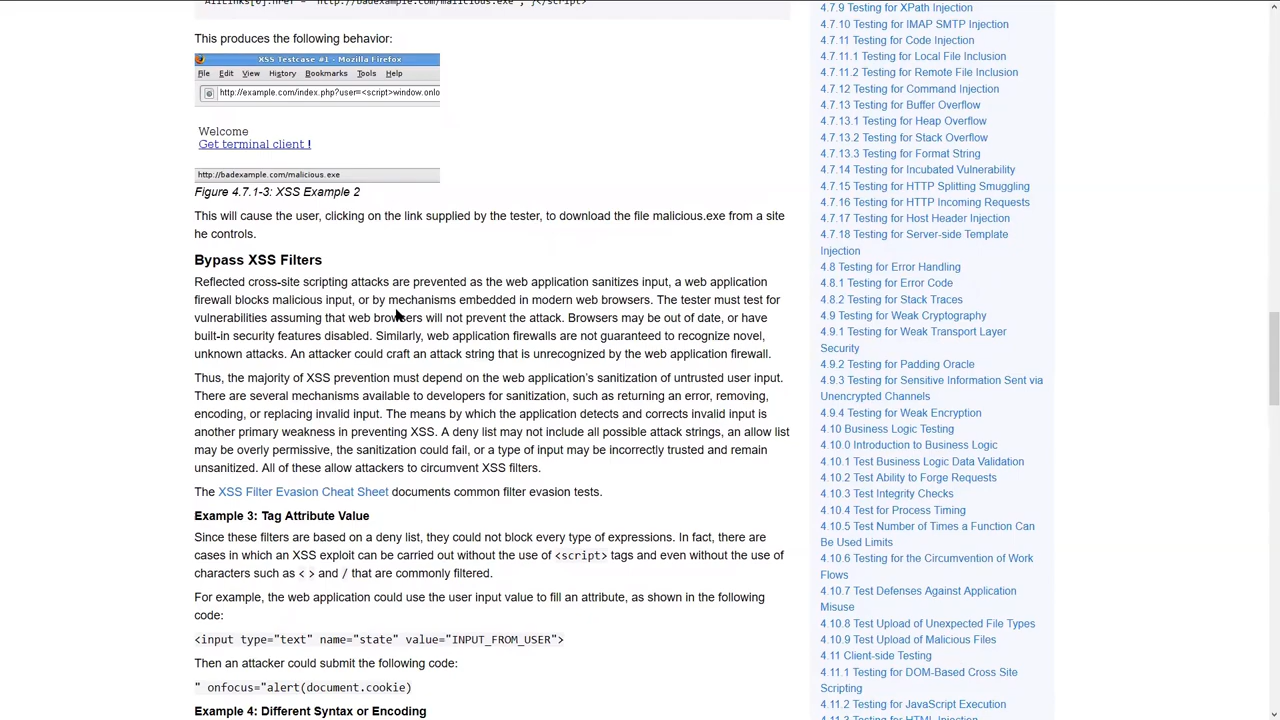 This produces the following behavior:
XSS Testcase #1 - Mozilla Firefox
File Edit View History Bookmarks Tools Help
http://example.com/index.php?user=<script>window.onlo
Welcome
Get terminal client !
http://badexample.com/malicious.exe
Figure 4.7.1-3: XSS Example 2
This will cause the user, clicking on the link supplied by the tester, to download the file malicious.exe from a site
he controls.
Bypass XSS Filters
Reflected cross-site scripting attacks are prevented as the web application sanitizes input, a web application
firewall blocks malicious input, or by mechanisms embedded in modern web browsers. The tester must test for
vulnerabilities assuming that web browsers will not prevent the attack. Browsers may be out of date, or have
built-in security features disabled. Similarly, web application firewalls are not guaranteed to recognize novel,
unknown attacks. An attacker could craft an attack string that is unrecognized by the web application firewall.
Thus, the majority of XSS prevention must depend on the web application's sanitization of untrusted user input.
There are several mechanisms available to developers for sanitization, such as returning an error, removing,
encoding, or replacing invalid input. The means by which the application detects and corrects invalid input is
another primary weakness in preventing XSS. A deny list may not include all possible attack strings, an allow list
may be overly permissive, the sanitization could fail, or a type of input may be incorrectly trusted and remain
unsanitized. All of these allow attackers to circumvent XSS filters.
The XSS Filter Evasion Cheat Sheet documents common filter evasion tests.
Example 3: Tag Attribute Value
Since these filters are based on a deny list, they could not block every type of expressions. In fact, there are
cases in which an XSS exploit can be carried out without the use of <script> tags and even without the use of
characters such as < > and / that are commonly filtered.
For example, the web application could use the user input value to fill an attribute, as shown in the following
code:
<input type="text" name="state" value="INPUT_FROM_USER">
Then an attacker could submit the following code:
" onfocus="alert(document.cookie)
Example 4: Different Syntax or Encoding
4.7.9 Testing for XPath Injection
4.7.10 Testing for IMAP SMTP Injection
4.7.11 Testing for Code Injection
4.7.11.1 Testing for Local File Inclusion
4.7.11.2 Testing for Remote File Inclusion
4.7.12 Testing for Command Injection
4.7.13 Testing for Buffer Overflow
4.7.13.1 Testing for Heap Overflow
4.7.13.2 Testing for Stack Overflow
4.7.13.3 Testing for Format String
4.7.14 Testing for Incubated Vulnerability
4.7.15 Testing for HTTP Splitting Smuggling
4.7.16 Testing for HTTP Incoming Requests
4.7.17 Testing for Host Header Injection
4.7.18 Testing for Server-side Template
Injection
4.8 Testing for Error Handling
4.8.1 Testing for Error Code
4.8.2 Testing for Stack Traces
4.9 Testing for Weak Cryptography
4.9.1 Testing for Weak Transport Layer
Security
4.9.2 Testing for Padding Oracle
4.9.3 Testing for Sensitive Information Sent via
Unencrypted Channels
4.9.4 Testing for Weak Encryption
4.10 Business Logic Testing
4.10.0 Introduction to Business Logic
4.10.1 Test Business Logic Data Validation
4.10.2 Test Ability to Forge Requests
4.10.3 Test Integrity Checks
4.10.4 Test for Process Timing
4.10.5 Test Number of Times a Function Can
Be Used Limits
4.10.6 Testing for the Circumvention of Work
Flows
4.10.7 Test Defenses Against Application
Misuse
4.10.8 Test Upload of Unexpected File Types
4.10.9 Test Upload of Malicious Files
4.11 Client-side Testing
4.11.1 Testing for DOM-Based Cross Site
Scripting
4.11.2 Testing for JavaScript Execution